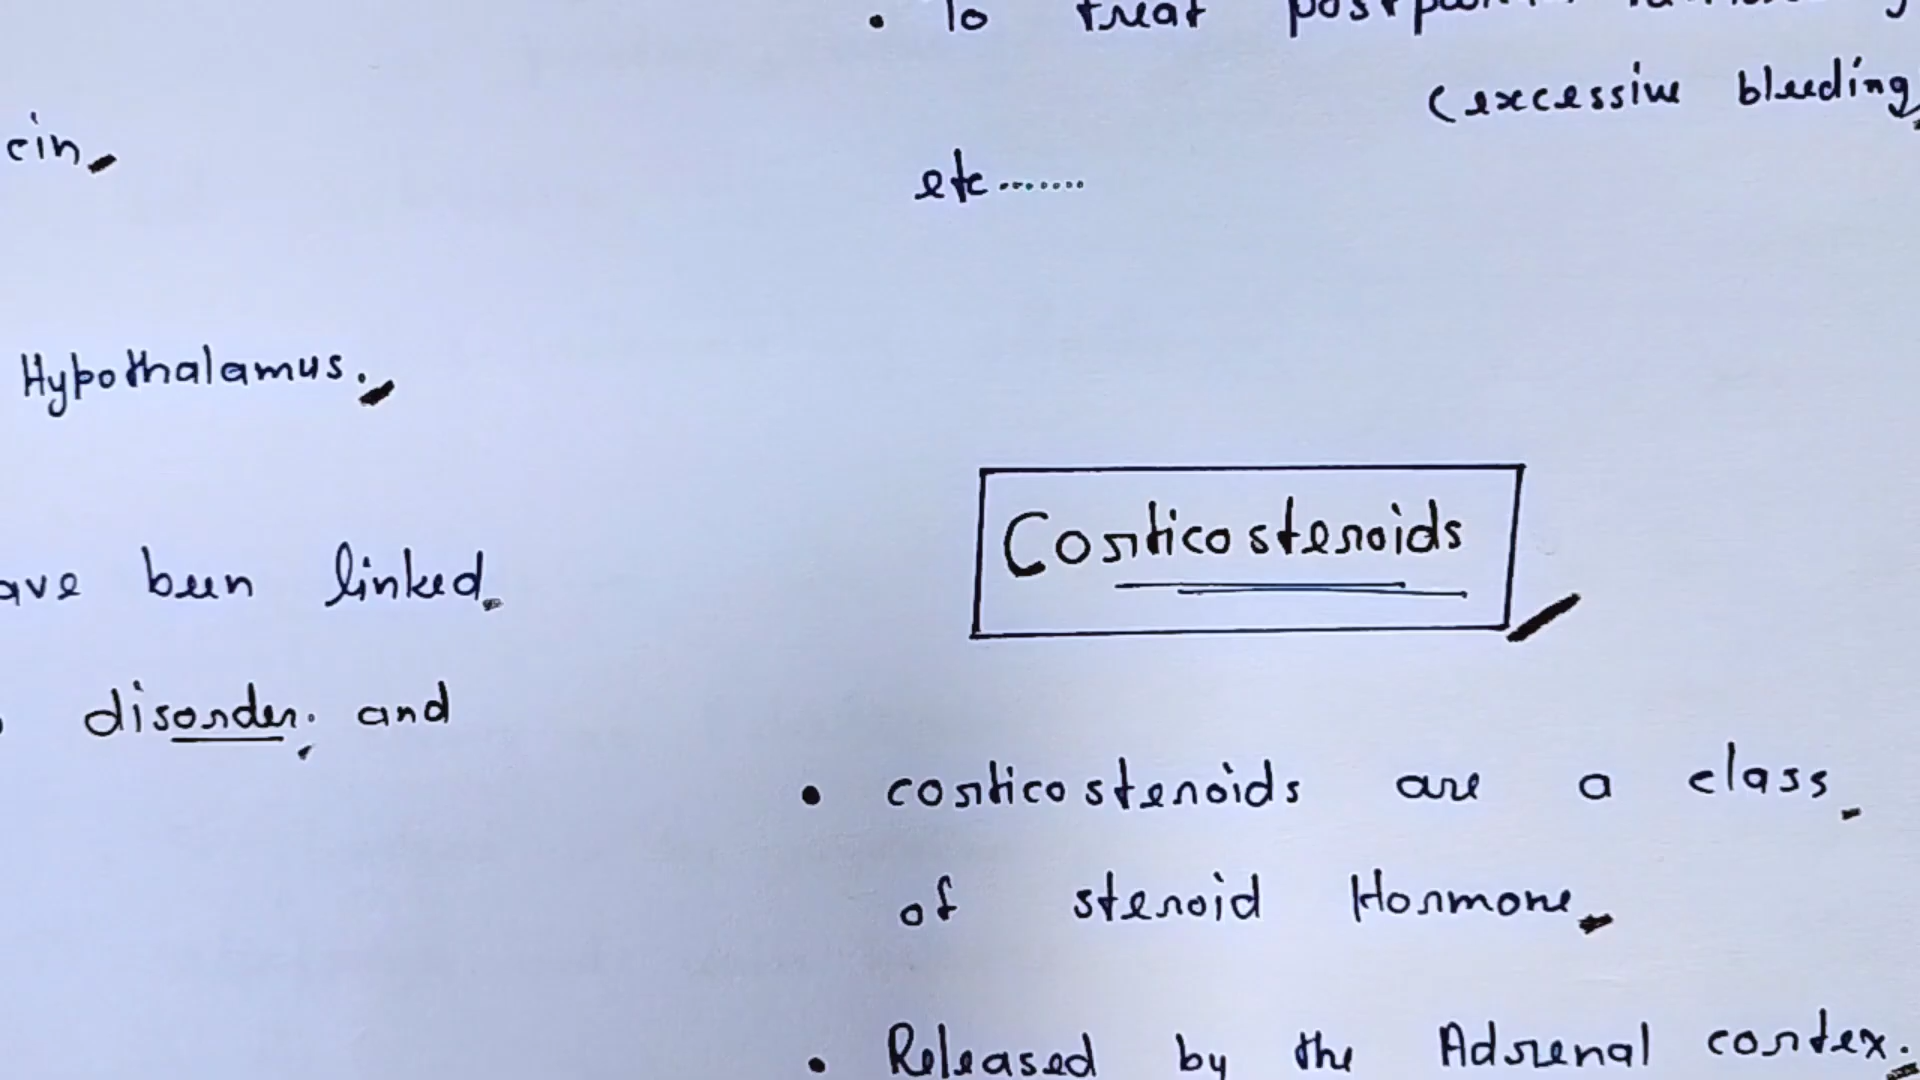 cin
Hypothalamus.
ave been linked
disorder. and
• To treat
(excessive bleeding
etc.......
Corticosteroids
• corticosteroids are a class
of steroid Hormone
• Released by the Adrenal cortex.